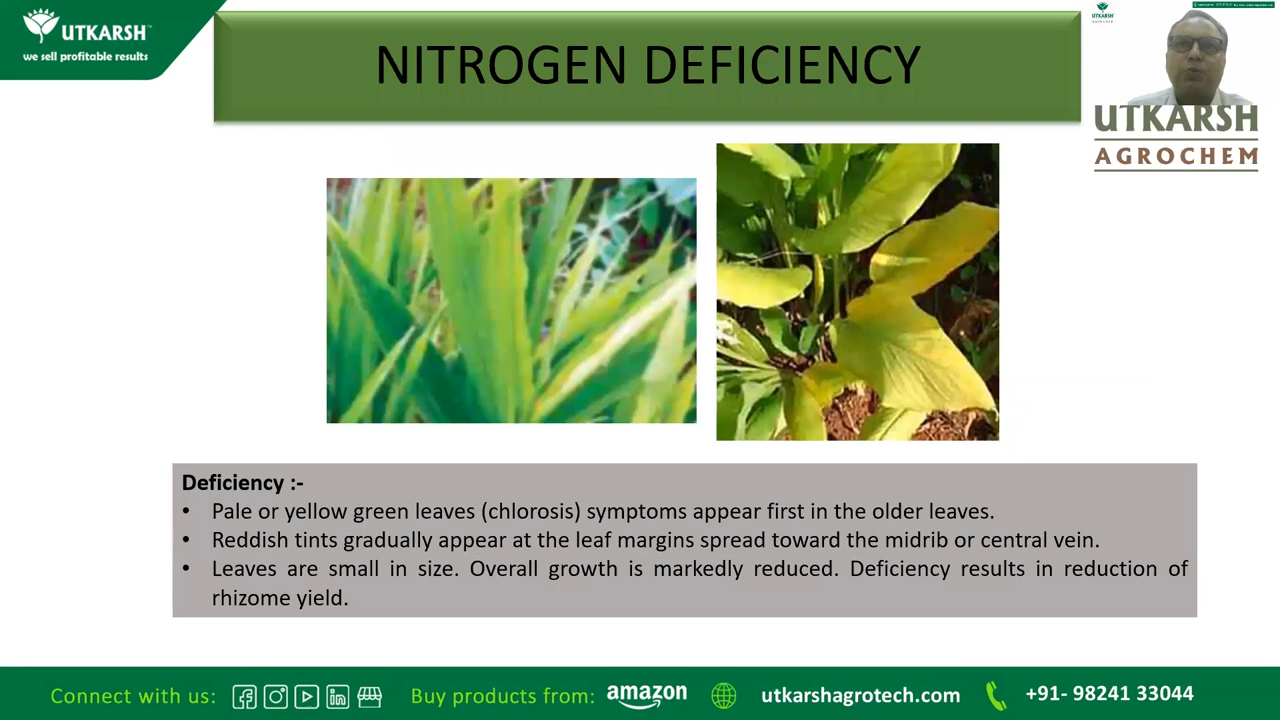 UTKARSH™
we sell profitable results
NITROGEN DEFICIENCY
UTKARSH
UTKARSH
AGROCHEM
Deficiency :-
• Pale or yellow green leaves (chlorosis) symptoms appear first in the older leaves.
• Reddish tints gradually appear at the leaf margins spread toward the midrib or central vein.
• Leaves are small in size. Overall growth is markedly reduced. Deficiency results in reduction of
rhizome yield.
Connect with us:
Buy products from: amazon
utkarshagrotech.com
+91- 98241 33044